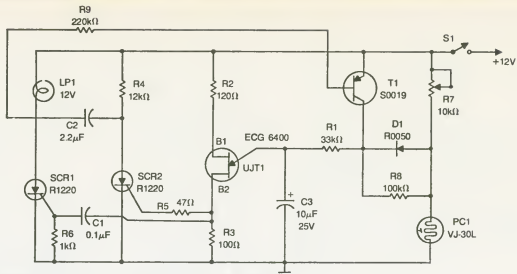 R9
220kΩ
S1
+12V
LP1
12V
R4
12kΩ
R2
120Ω
T1
S0019
R7
10kΩ
C2
2.2µF
B1
ECG 6400
R1
33kΩ
D1
R0050
UJT1
B2
SCR1
R1220
SCR2
R1220
R5
47Ω
R8
100kΩ
C3
10µF
25V
PC1
VJ-30L
R6
1kΩ
C1
0.1µF
R3
100Ω
+